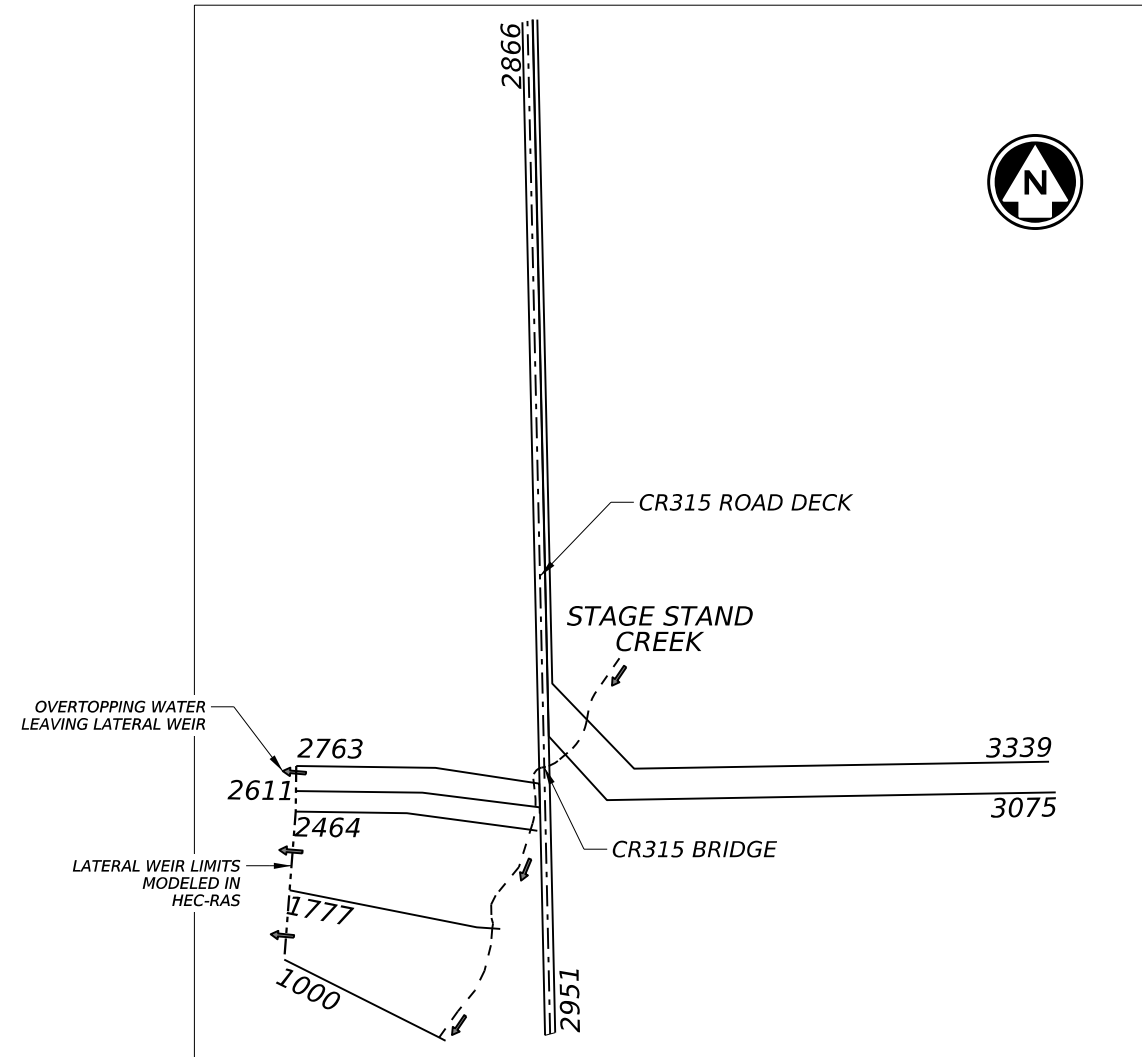 2866
N
CR315 ROAD DECK
STAGE STAND
CREEK
OVERTOPPING WATER
LEAVING LATERAL WEIR
2763
3339
2611
3075
2464
CR315 BRIDGE
LATERAL WEIR LIMITS
MODELED IN
HEC-RAS
1777
1000
2951